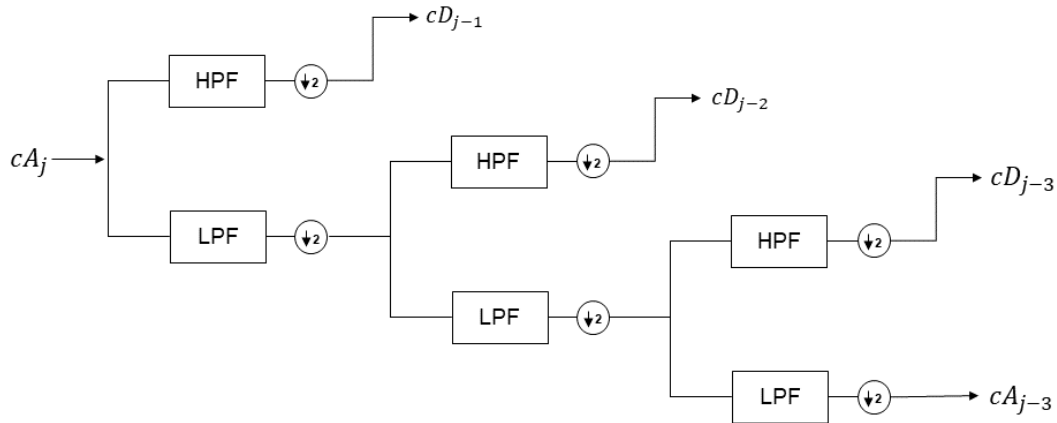 cD_{j−1}
HPF
↓2
cD_{j−2}
cA_j
HPF
↓2
cD_{j−3}
LPF
↓2
HPF
↓2
LPF
↓2
LPF
↓2
cA_{j−3}